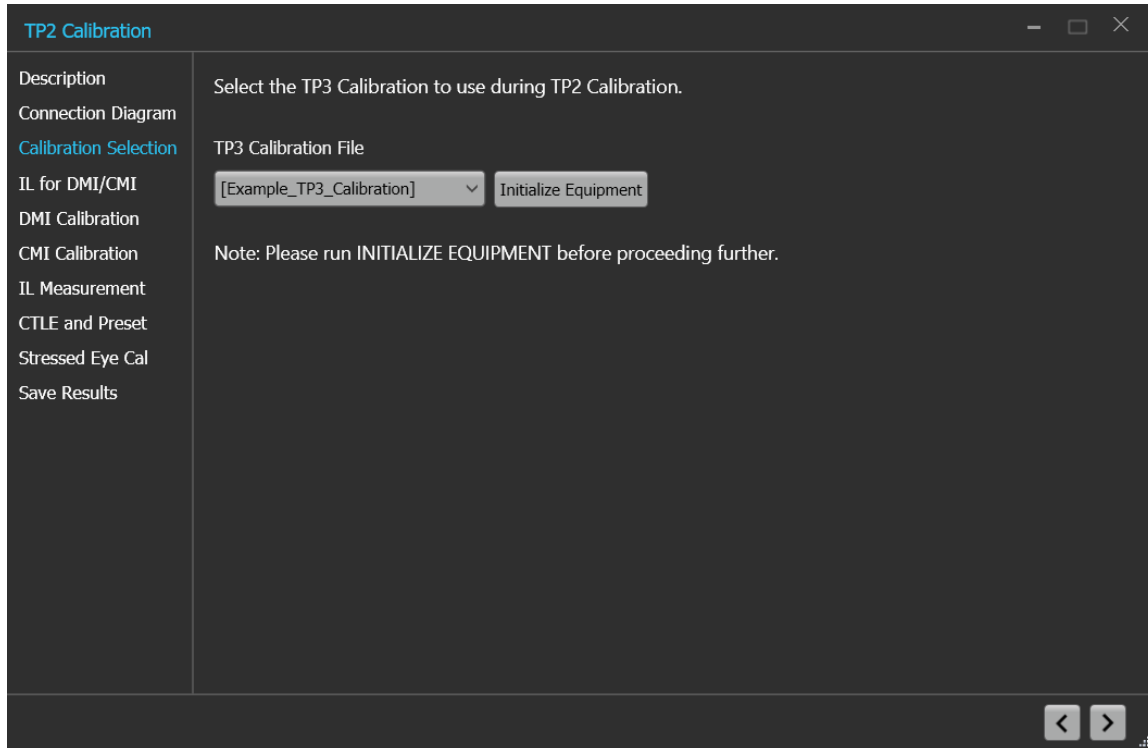 TP2 Calibration
Description
Connection Diagram
Calibration Selection
IL for DMI/CMI
DMI Calibration
CMI Calibration
IL Measurement
CTLE and Preset
Stressed Eye Cal
Save Results
Select the TP3 Calibration to use during TP2 Calibration.
TP3 Calibration File
[Example_TP3_Calibration] Initialize Equipment
Note: Please run INITIALIZE EQUIPMENT before proceeding further.